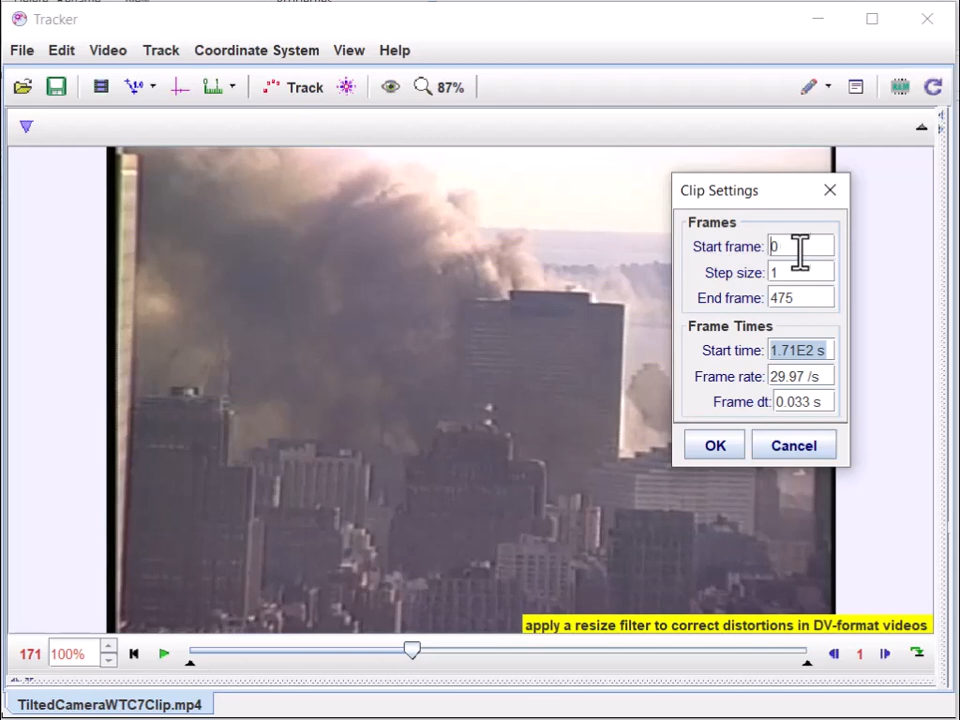 Tracker
File Edit Video Track Coordinate System View Help
Track 87%
Clip Settings
Frames
Start frame: 0
Step size: 1
End frame: 475
Frame Times
Start time: 1.71E2 s
Frame rate: 29.97 /s
Frame dt: 0.033 s
OK Cancel
apply a resize filter to correct distortions in DV-format videos
171 100% 1
TiltedCameraWTC7Clip.mp4